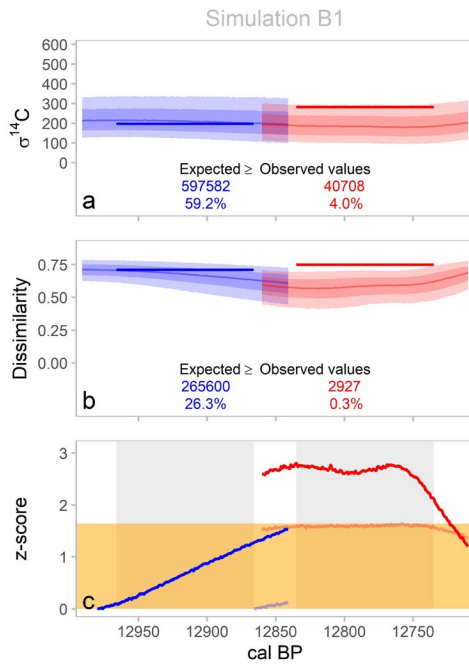 Simulation B1
600
500
400
300
200
100
0
σ14C
Expected ≥ Observed values
597582 40708
59.2% 4.0%
a
0.75
0.50
0.25
0.00
Dissimilarity
Expected ≥ Observed values
265600 2927
26.3% 0.3%
b
3
2
1
0
z-score
c
12950 12900 12850 12800 12750
cal BP